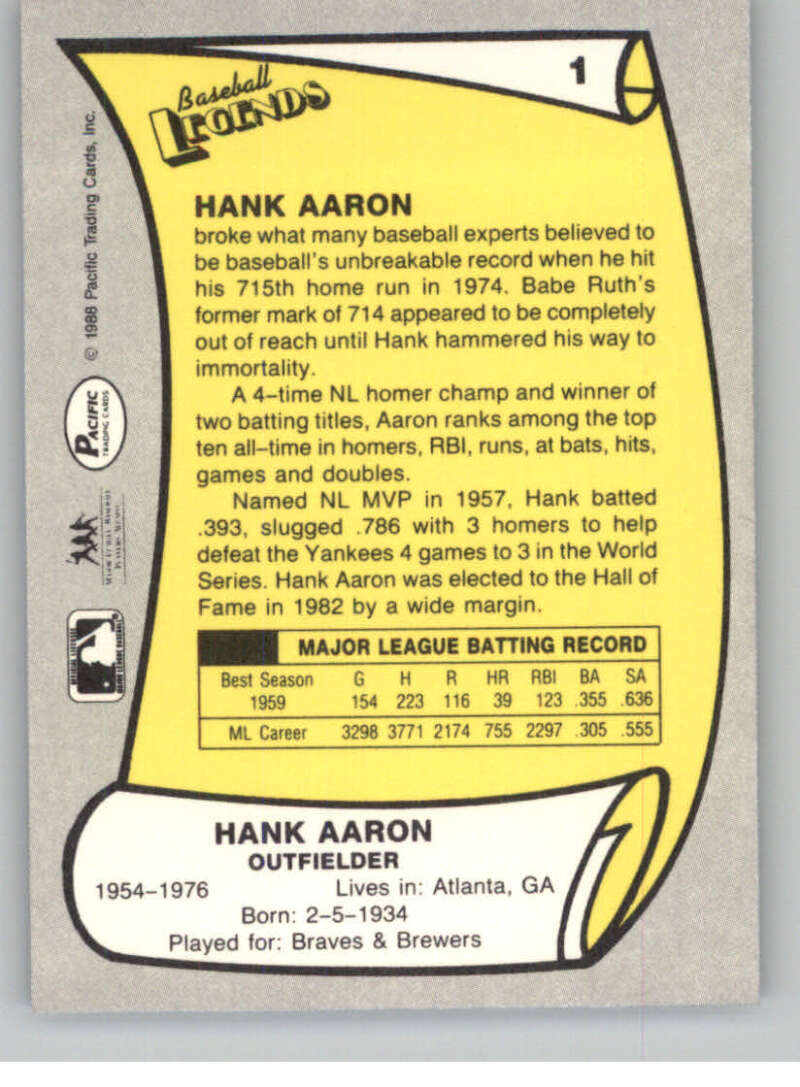 1
Baseball
LEGENDS
HANK AARON
broke what many baseball experts believed to
be baseball's unbreakable record when he hit
his 715th home run in 1974. Babe Ruth's
former mark of 714 appeared to be completely
out of reach until Hank hammered his way to
immortality.
A 4-time NL homer champ and winner of
two batting titles, Aaron ranks among the top
ten all-time in homers, RBI, runs, at bats, hits,
games and doubles.
Named NL MVP in 1957, Hank batted
.393, slugged .786 with 3 homers to help
defeat the Yankees 4 games to 3 in the World
Series. Hank Aaron was elected to the Hall of
Fame in 1982 by a wide margin.
MAJOR LEAGUE BATTING RECORD
Best Season G H R HR RBI BA SA
1959 154 223 116 39 123 .355 .636
ML Career 3298 3771 2174 755 2297 .305 .555
HANK AARON
OUTFIELDER
1954-1976 Lives in: Atlanta, GA
Born: 2-5-1934
Played for: Braves & Brewers
© 1988 Pacific Trading Cards, Inc.
PACIFIC
TRADING CARDS